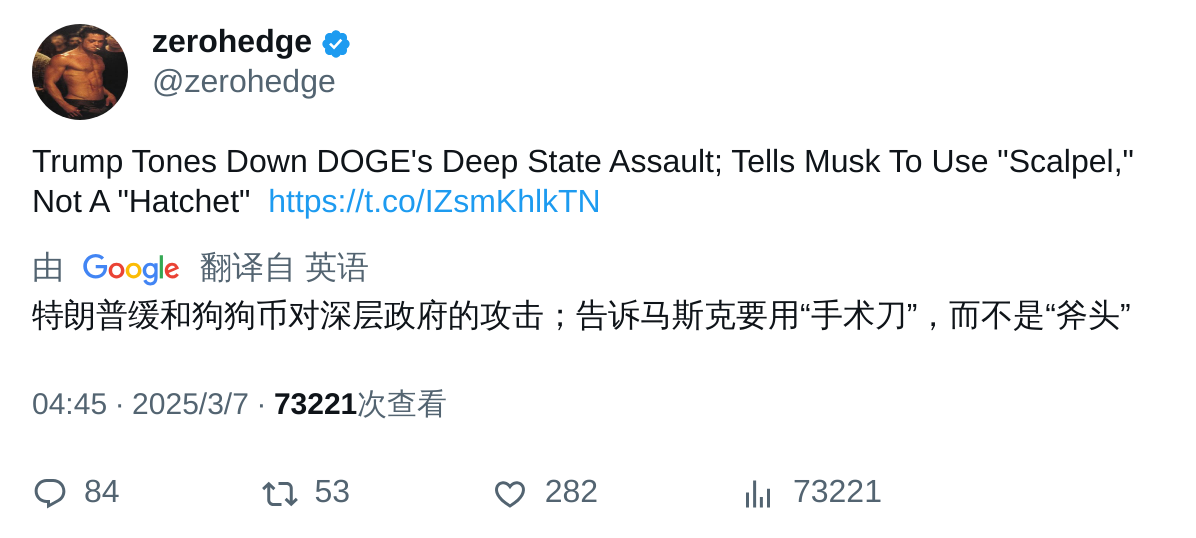 zerohedge
@zerohedge
Trump Tones Down DOGE's Deep State Assault; Tells Musk To Use "Scalpel,"
Not A "Hatchet" https://t.co/IZsmKhlkTN
由 Google 翻译自 英语
特朗普缓和狗狗币对深层政府的攻击；告诉马斯克要用“手术刀”，而不是“斧头”
04:45 · 2025/3/7 · 73221次查看
84 53 282 73221